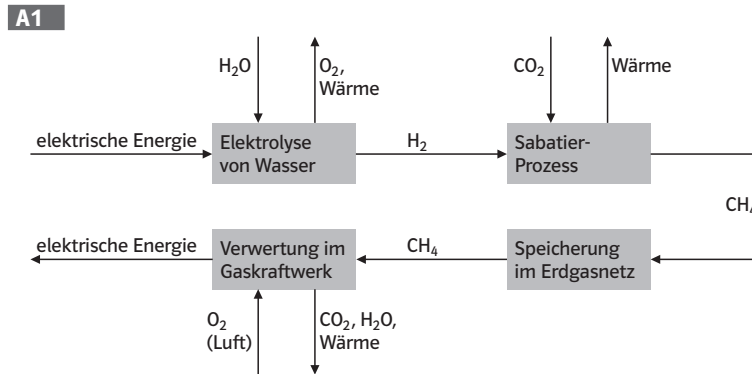 A1
H₂O
O₂,
Wärme
CO₂
Wärme
elektrische Energie
Elektrolyse
von Wasser
H₂
Sabatier-
Prozess
elektrische Energie
Verwertung im
Gaskraftwerk
CH₄
Speicherung
im Erdgasnetz
O₂
(Luft)
CO₂, H₂O,
Wärme